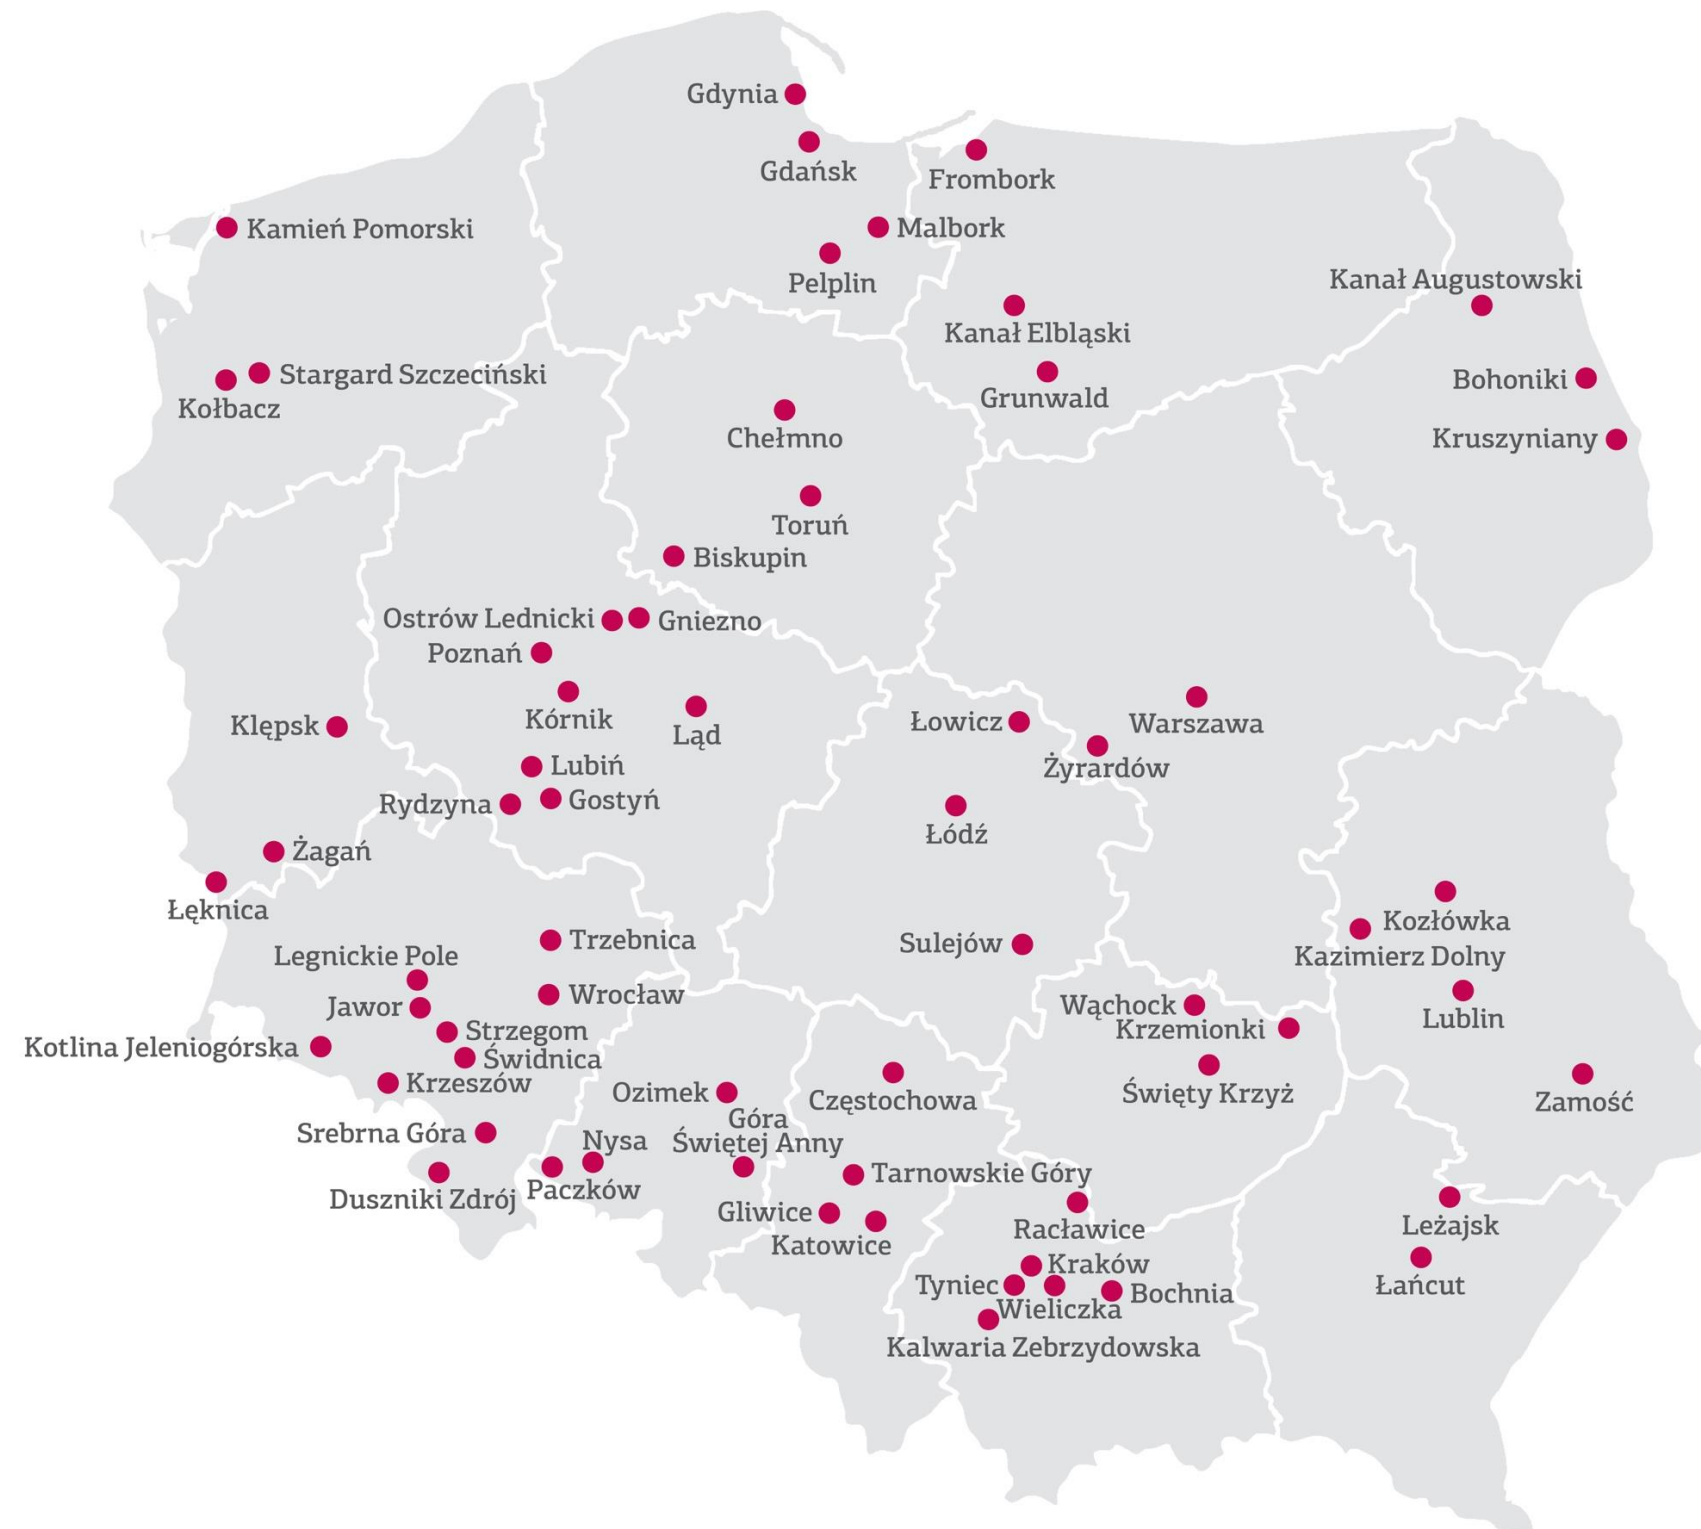 Gdynia
Gdańsk
Frombork
Kamień Pomorski
Malbork
Pelplin
Kanał Augustowski
Kanał Elbląski
Stargard Szczeciński
Kołbacz
Grunwald
Bohoniki
Chełmno
Kruszyniany
Toruń
Biskupin
Ostrów Lednicki
Gniezno
Poznań
Kórnik
Ląd
Klępsk
Łowicz
Warszawa
Żyrardów
Lubiń
Gostyń
Rydzyna
Łódź
Żagań
Łęknica
Kozłówka
Kazimierz Dolny
Trzebnica
Sulejów
Legnickie Pole
Wrocław
Jawor
Wąchock
Lublin
Krzemionki
Strzegom
Kotlina Jeleniogórska
Świdnica
Krzeszów
Ozimek
Częstochowa
Święty Krzyż
Zamość
Góra
Świętej Anny
Srebrna Góra
Nysa
Tarnowskie Góry
Paczków
Duszniki Zdrój
Gliwice
Katowice
Racławice
Leżajsk
Kraków
Tyniec
Wieliczka
Bochnia
Łańcut
Kalwaria Zebrzydowska